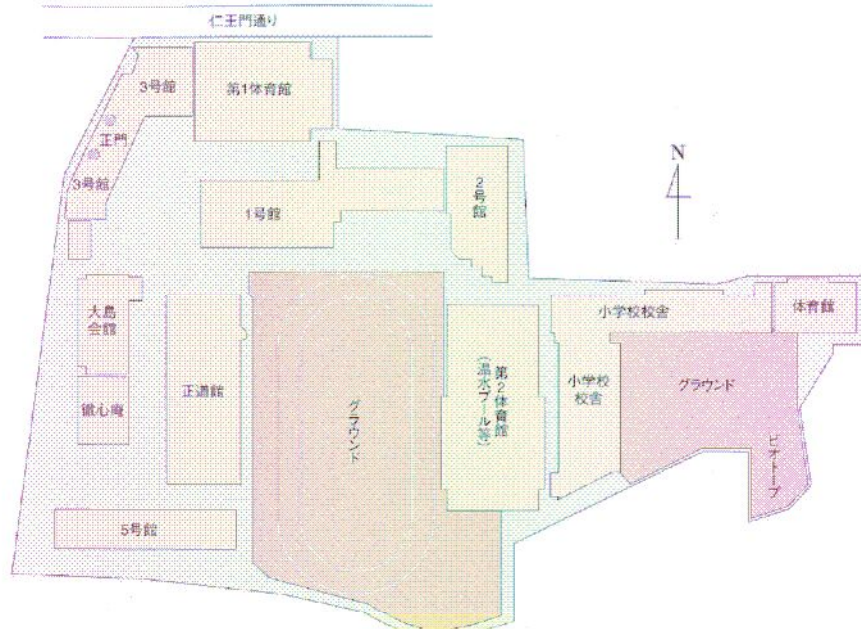 仁王門通り
3号館
第1体育館
正門
3号館
1号館
2号館
N
大島
会館
正道館
グラウンド
第2体育館
(温水プール等)
小学校校舎
体育館
小学校
校舎
グラウンド
ビオトープ
5号館